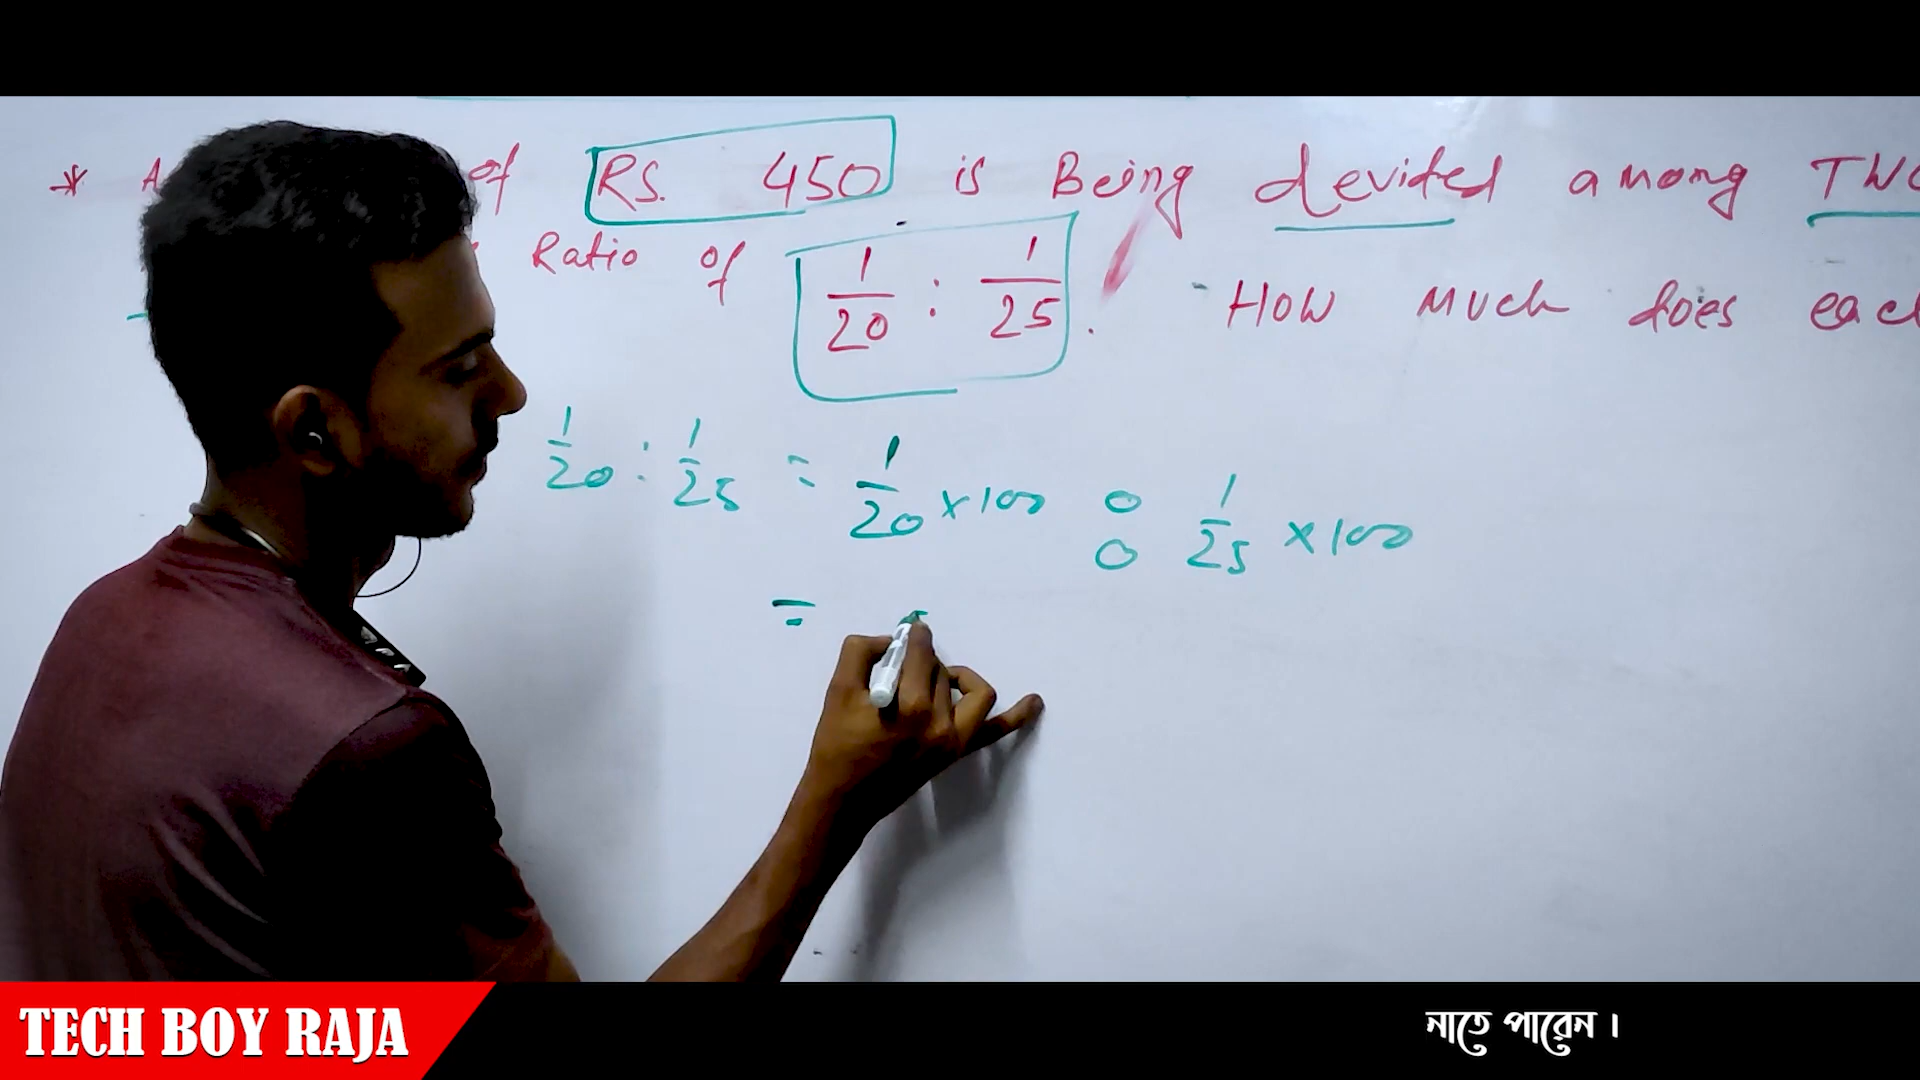 * A of RS. 450 is Being devided among TWO
Ratio of 1/20 : 1/25 . How much does each
1/20 : 1/25 = 1/20 ×100 : 1/25 ×100
=
TECH BOY RAJA
নাতে পারেন ।